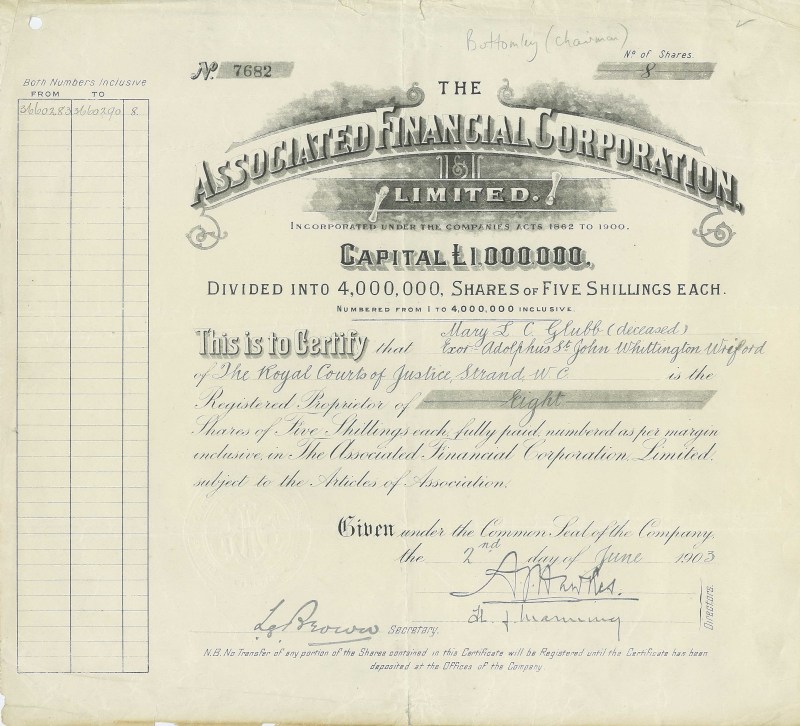 Bottomley (Chairman)
No. 7682
No of Shares.
8
Both Numbers Inclusive
FROM TO
3660283 3660290 8
THE
ASSOCIATED FINANCIAL CORPORATION.
LIMITED.
INCORPORATED UNDER THE COMPANIES ACTS 1862 TO 1900.
CAPITAL £1.000.000.
DIVIDED INTO 4,000,000, SHARES OF FIVE SHILLINGS EACH.
NUMBERED FROM 1 TO 4,000,000 INCLUSIVE.
Mary L C Glubb (deceased)
This is to Certify that Exor Adolphus St John Whittington Wreford
of The Royal Courts of Justice, Strand W C is the
Registered Proprietor of Eight
Shares of Five Shillings each, fully paid, numbered as per margin
inclusive, in The Associated Financial Corporation, Limited.
subject to the Articles of Association.
Given under the Common Seal of the Company,
the 2nd day of June 1903
A. J. Hawkes.
H. J. Manning
Directors.
Brown Secretary.
N.B. No Transfer of any portion of the Shares contained in this Certificate will be Registered until the Certificate has been
deposited at the Offices of the Company